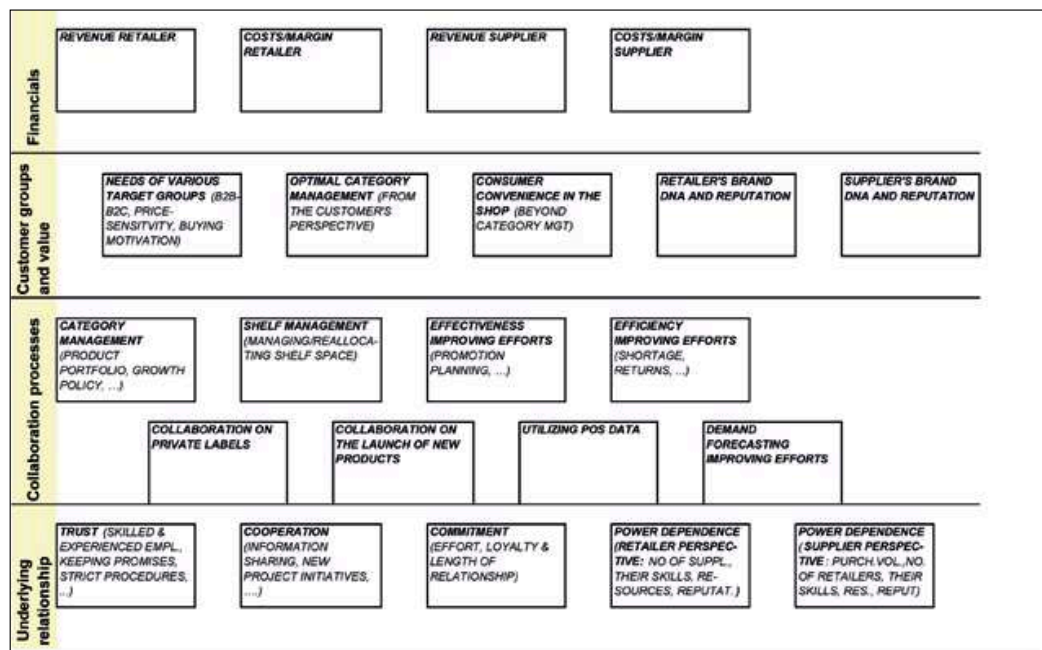 Financials
REVENUE RETAILER
COSTS/MARGIN
RETAILER
REVENUE SUPPLIER
COSTS/MARGIN
SUPPLIER
Customer groups
and value
NEEDS OF VARIOUS
TARGET GROUPS (B2B-
B2C, PRICE-
SENSITVITY, BUYING
MOTIVATION)
OPTIMAL CATEGORY
MANAGEMENT (FROM
THE CUSTOMER'S
PERSPECTIVE)
CONSUMER
CONVENIENCE IN THE
SHOP (BEYOND
CATEGORY MGT)
RETAILER'S BRAND
DNA AND REPUTATION
SUPPLIER'S BRAND
DNA AND REPUTATION
Collaboration processes
CATEGORY
MANAGEMENT
(PRODUCT
PORTFOLIO, GROWTH
POLICY, ...)
SHELF MANAGEMENT
(MANAGING/REALLOCA-
TING SHELF SPACE)
EFFECTIVENESS
IMPROVING EFFORTS
(PROMOTION
PLANNING, ...)
EFFICIENCY
IMPROVING EFFORTS
(SHORTAGE,
RETURNS, ...)
COLLABORATION ON
PRIVATE LABELS
COLLABORATION ON
THE LAUNCH OF NEW
PRODUCTS
UTILIZING POS DATA
DEMAND
FORECASTING
IMPROVING EFFORTS
Underlying
relationship
TRUST (SKILLED &
EXPERIENCED EMPL.,
KEEPING PROMISES,
STRICT PROCEDURES,
...)
COOPERATION
(INFORMATION
SHARING, NEW
PROJECT INITIATIVES,
....)
COMMITMENT
(EFFORT, LOYALTY &
LENGTH OF
RELATIONSHIP)
POWER DEPENDENCE
(RETAILER PERSPEC-
TIVE: NO OF SUPPL.,
THEIR SKILLS, RE-
SOURCES, REPUTAT. )
POWER DEPENDENCE
( SUPPLIER PERSPEC-
TIVE : PURCH.VOL.,NO.
OF RETAILERS, THEIR
SKILLS, RES., REPUT)